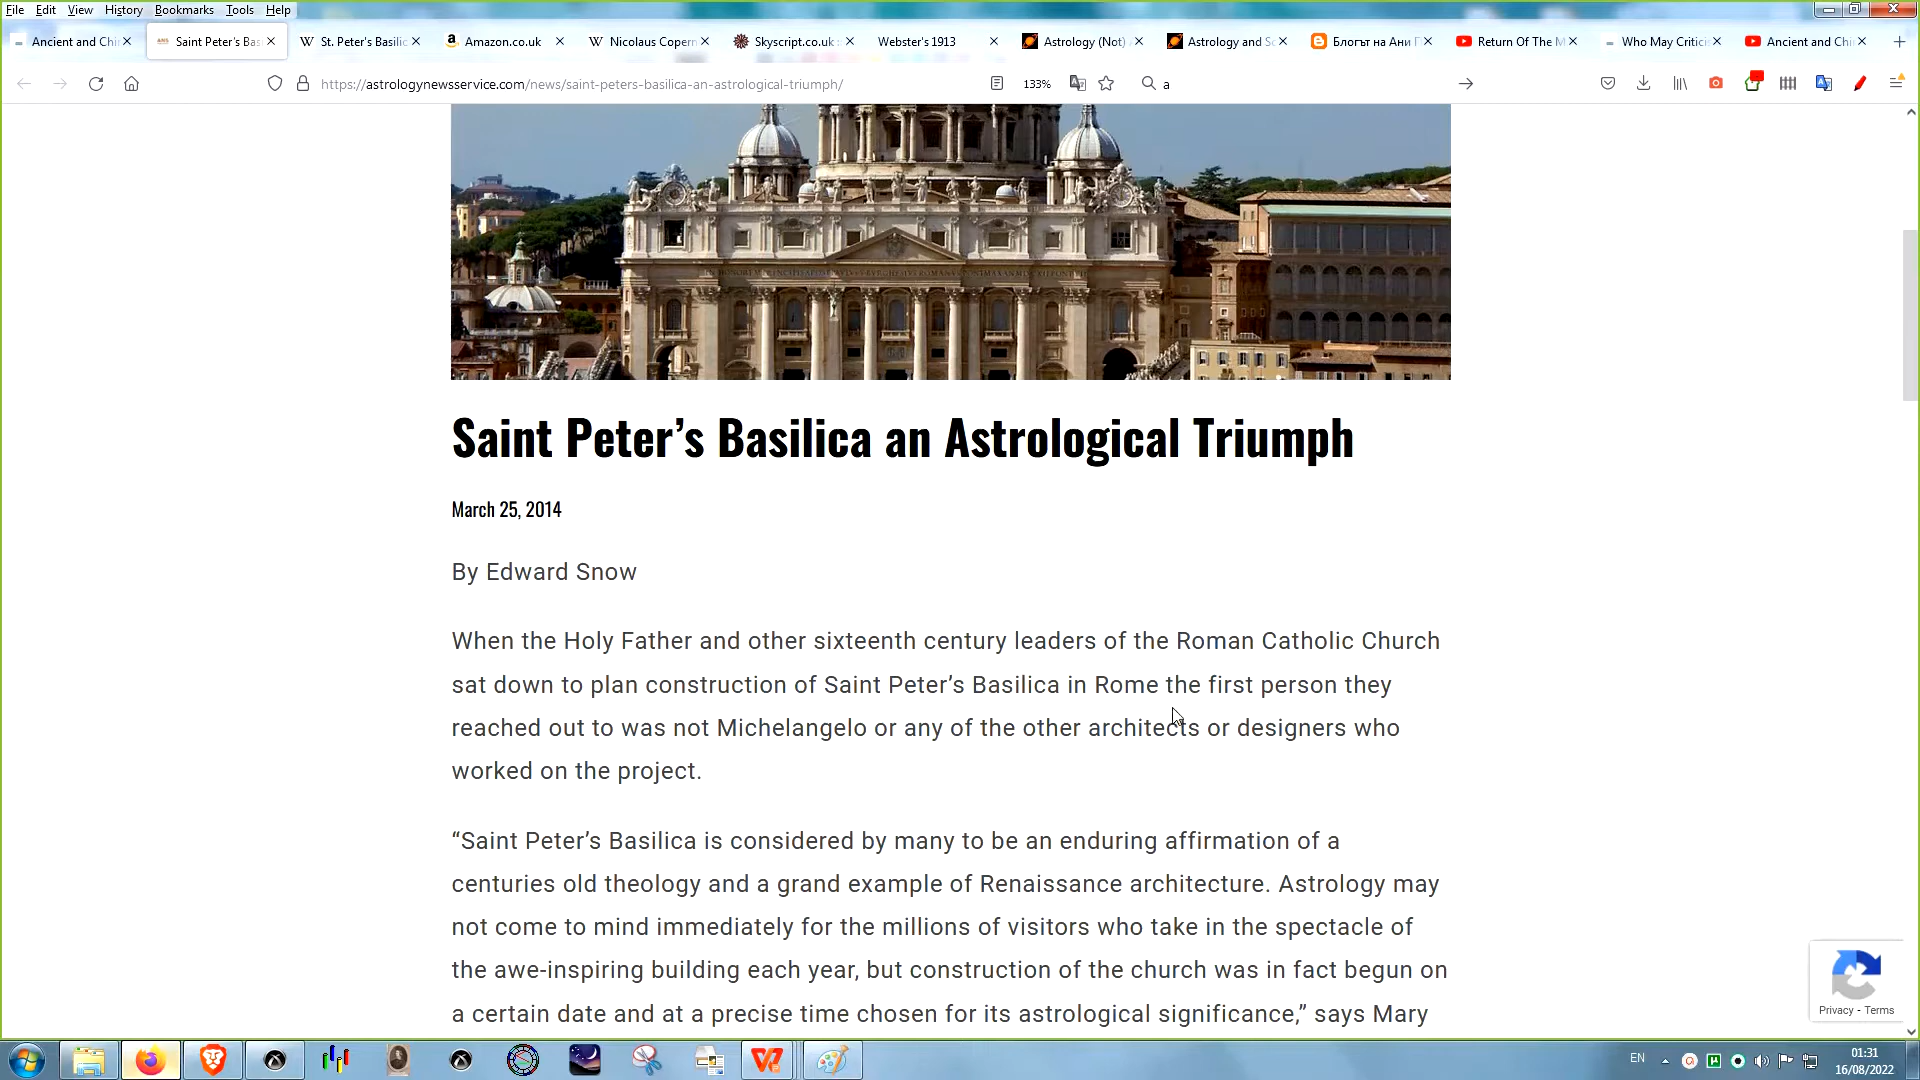 File Edit View History Bookmarks Tools Help
Ancient and Chi
Saint Peter's Bas
St. Peter's Basilic
Amazon.co.uk
Nicolaus Copern
Skyscript.co.uk :
Webster's 1913
Astrology (Not)
Astrology and Sc
Блогът на Ани
Return Of The M
Who May Critici
Ancient and Chi
https://astrologynewsservice.com/news/saint-peters-basilica-an-astrological-triumph/
133%
a
Saint Peter’s Basilica an Astrological Triumph
March 25, 2014
By Edward Snow
When the Holy Father and other sixteenth century leaders of the Roman Catholic Church
sat down to plan construction of Saint Peter’s Basilica in Rome the first person they
reached out to was not Michelangelo or any of the other architects or designers who
worked on the project.
“Saint Peter’s Basilica is considered by many to be an enduring affirmation of a
centuries old theology and a grand example of Renaissance architecture. Astrology may
not come to mind immediately for the millions of visitors who take in the spectacle of
the awe-inspiring building each year, but construction of the church was in fact begun on
a certain date and at a precise time chosen for its astrological significance,” says Mary
Privacy - Terms
EN
01:31
16/08/2022